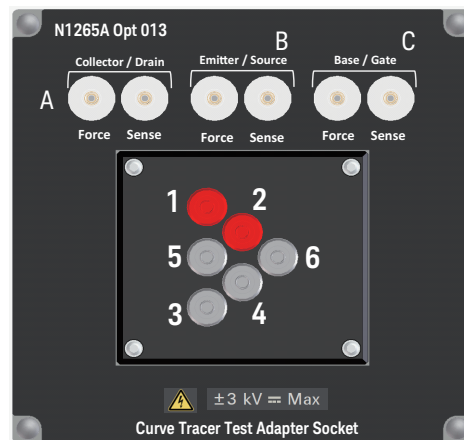 N1265A Opt 013
B
C
Collector / Drain
Emitter / Source
Base / Gate
A
Force
Sense
Force
Sense
Force
Sense
1
2
5
6
3
4
±3 kV ⎓ Max
Curve Tracer Test Adapter Socket